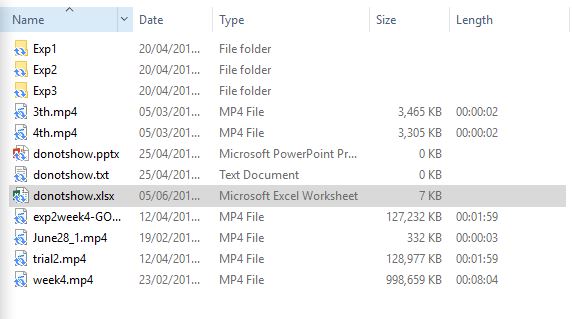 Name Date Type Size Length
Exp1 20/04/201... File folder
Exp2 20/04/201... File folder
Exp3 20/04/201... File folder
3th.mp4 05/03/201... MP4 File 3,465 KB 00:00:02
4th.mp4 05/03/201... MP4 File 3,305 KB 00:00:02
donotshow.pptx 25/04/201... Microsoft PowerPoint Pr... 0 KB
donotshow.txt 25/04/201... Text Document 0 KB
donotshow.xlsx 05/06/201... Microsoft Excel Worksheet 7 KB
exp2week4-GO... 12/04/201... MP4 File 127,232 KB 00:01:59
June28_1.mp4 19/02/201... MP4 File 332 KB 00:00:03
trial2.mp4 12/04/201... MP4 File 128,977 KB 00:01:59
week4.mp4 23/02/201... MP4 File 998,659 KB 00:08:04